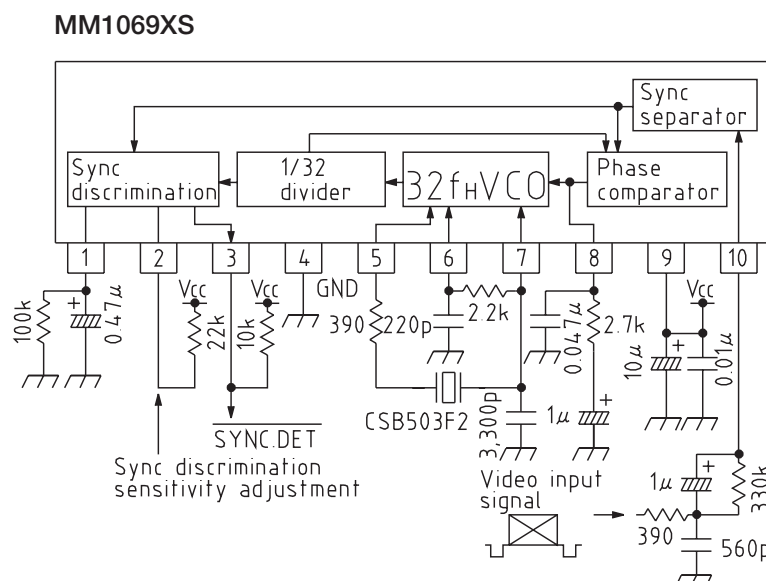 MM1069XS
Sync
separator
Sync
discrimination
1/32
divider
32fHVCO
Phase
comparator
1
2
3
4
5
6
7
8
9
10
GND
100k
+
0.47μ
Vcc
22k
Vcc
10k
390
220p
2.2k
0.047μ
2.7k
Vcc
10μ
+
0.01μ
CSB503F2
3,300p
1μ
+
SYNC.DET
Sync discrimination
sensitivity adjustment
Video input
signal
1μ
+
330k
390
560p